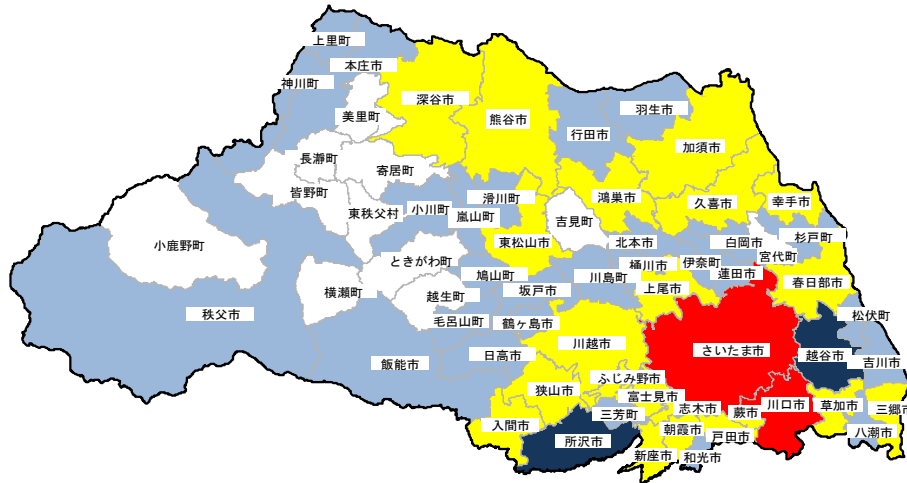 上里町
本庄市
神川町
深谷市
美里町
熊谷市
羽生市
行田市
加須市
長瀞町
寄居町
皆野町
滑川町
鴻巣市
久喜市
幸手市
東秩父村
小川町
嵐山町
吉見町
小鹿野町
東松山市
北本市
白岡市
杉戸町
ときがわ町
鳩山町
川島町
桶川市
伊奈町
宮代町
蓮田市
春日部市
横瀬町
越生町
坂戸市
上尾市
秩父市
毛呂山町
鶴ヶ島市
松伏町
川越市
さいたま市
越谷市
吉川市
飯能市
日高市
狭山市
ふじみ野市
富士見市
三芳町
志木市
蕨市
川口市
草加市
三郷市
入間市
所沢市
朝霞市
戸田市
八潮市
新座市
和光市